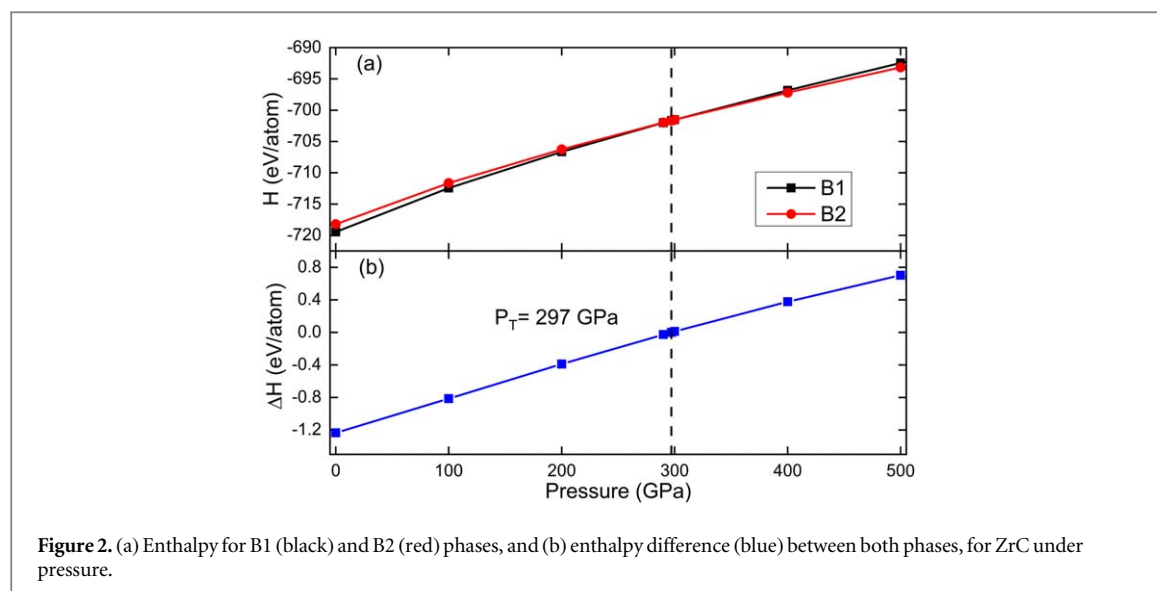 -690
(a)
-695
-700
-705
-710
-715
-720
H (eV/atom)
B1
B2
0.8
(b)
0.4
0.0
-0.4
-0.8
-1.2
ΔH (eV/atom)
P_T= 297 GPa
0 100 200 300 400 500
Pressure (GPa)
Figure 2. (a) Enthalpy for B1 (black) and B2 (red) phases, and (b) enthalpy difference (blue) between both phases, for ZrC under
pressure.